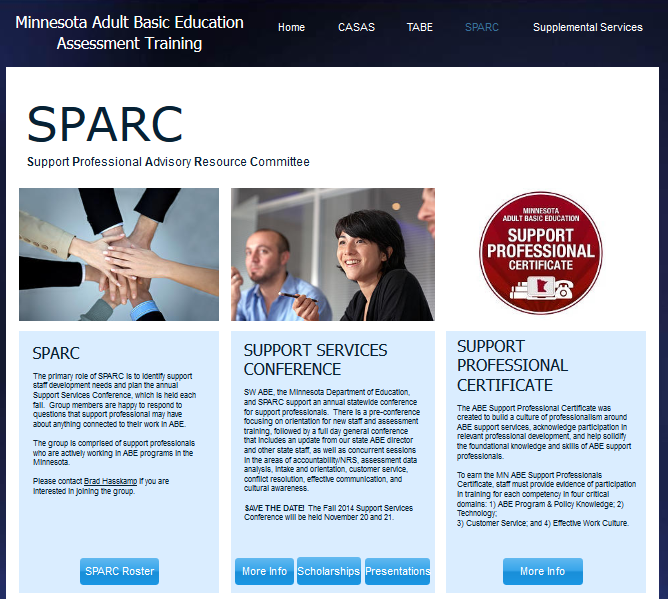 Minnesota Adult Basic Education
Assessment Training
Home
CASAS
TABE
SPARC
Supplemental Services
SPARC
Support Professional Advisory Resource Committee
MINNESOTA
ADULT BASIC EDUCATION
SUPPORT
PROFESSIONAL
CERTIFICATE
SPARC
The primary role of SPARC is to identify support
staff development needs and plan the annual
Support Services Conference, which is held each
fall. Group members are happy to respond to
questions that support professional may have
about anything connected to their work in ABE.
The group is comprised of support professionals
who are actively working in ABE programs in the
Minnesota.
Please contact Brad Hasskamp if you are
interested in joining the group.
SPARC Roster
SUPPORT SERVICES
CONFERENCE
SW ABE, the Minnesota Department of Education,
and SPARC support an annual statewide conference
for support professionals. There is a pre-conference
focusing on orientation for new staff and assessment
training, followed by a full day general conference
that includes an update from our state ABE director
and other state staff, as well as concurrent sessions
in the areas of accountability/NRS, assessment data
analysis, intake and orientation, customer service,
conflict resolution, effective communication, and
cultural awareness.
SAVE THE DATE! The Fall 2014 Support Services
Conference will be held November 20 and 21.
More Info
Scholarships
Presentations
SUPPORT
PROFESSIONAL
CERTIFICATE
The ABE Support Professional Certificate was
created to build a culture of professionalism around
ABE support services, acknowledge participation in
relevant professional development, and help solidify
the foundational knowledge and skills of ABE support
professionals.
To earn the MN ABE Support Professionals
Certificate, staff must provide evidence of participation
in training for each competency in four critical
domains: 1) ABE Program & Policy Knowledge; 2)
Technology;
3) Customer Service; and 4) Effective Work Culture.
More Info